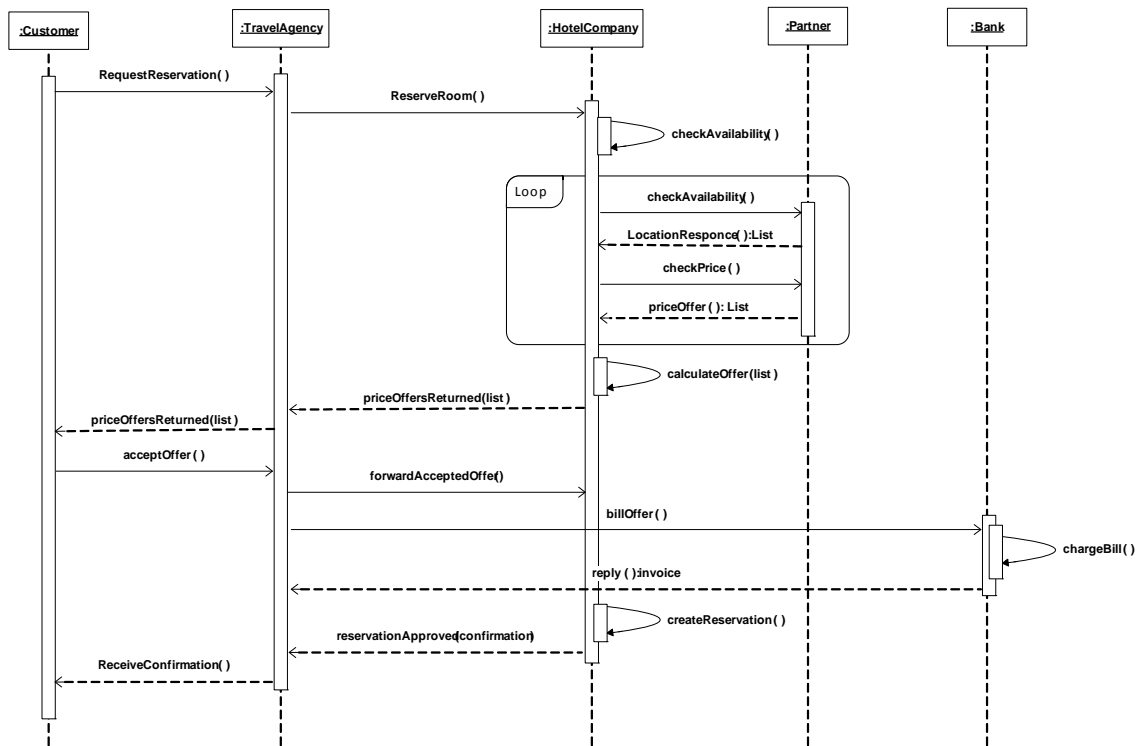 :Customer
:TravelAgency
:HotelCompany
:Partner
:Bank
RequestReservation()
ReserveRoom()
checkAvailability()
Loop
checkAvailability()
LocationResponce():List
checkPrice()
priceOffer(): List
calculateOffer(list)
priceOffersReturned(list)
priceOffersReturned(list)
acceptOffer()
forwardAcceptedOffer()
billOffer()
chargeBill()
reply():invoice
createReservation()
reservationApproved(confirmation)
ReceiveConfirmation()